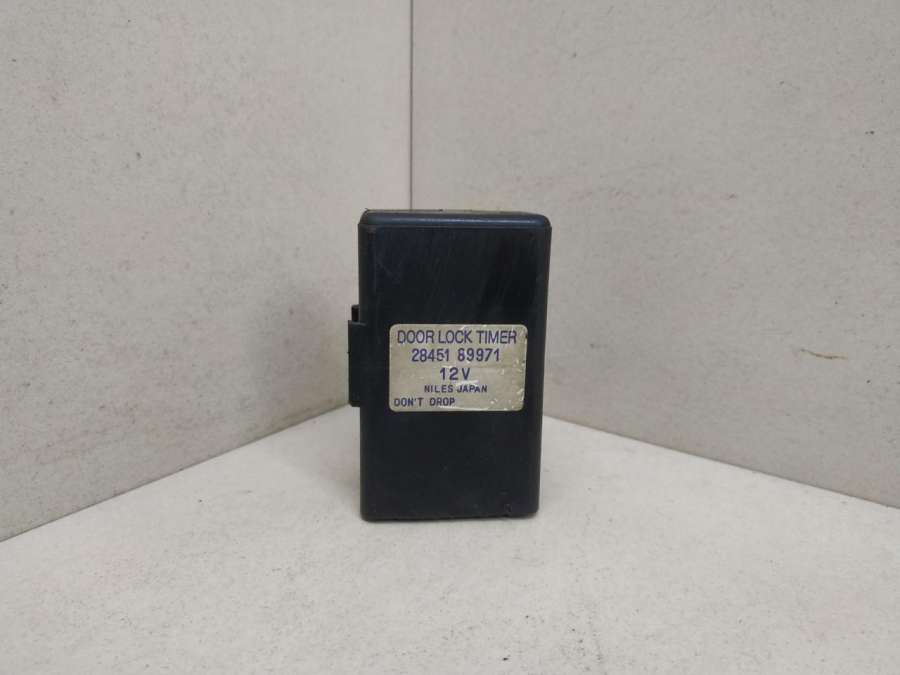 DOOR LOCK TIMER
28451 89971
12V
NILES JAPAN
DON'T DROP